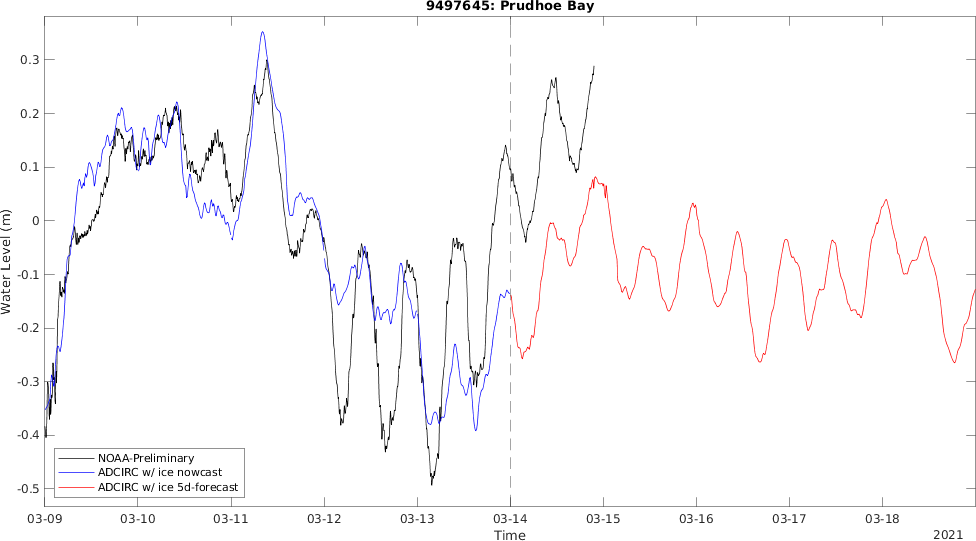 9497645: Prudhoe Bay
Water Level (m)
0.3
0.2
0.1
0
-0.1
-0.2
-0.3
-0.4
-0.5
NOAA-Preliminary
ADCIRC w/ ice nowcast
ADCIRC w/ ice 5d-forecast
03-09 03-10 03-11 03-12 03-13 03-14 03-15 03-16 03-17 03-18
Time
2021